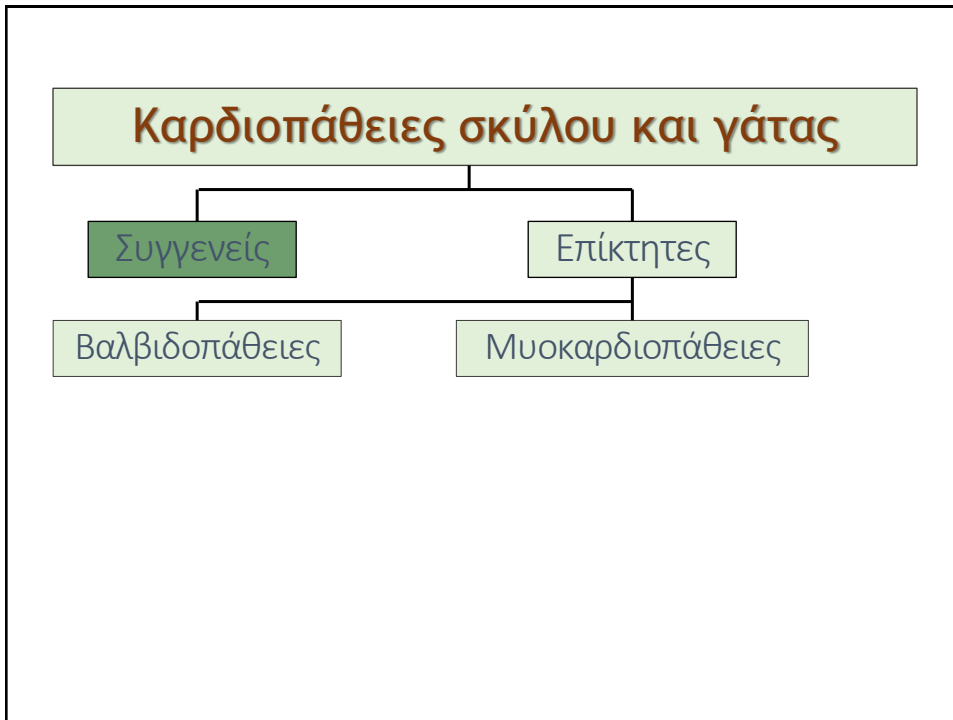 Καρδιοπάθειες σκύλου και γάτας
Συγγενείς
Επίκτητες
Βαλβιδοπάθειες
Μυοκαρδιοπάθειες